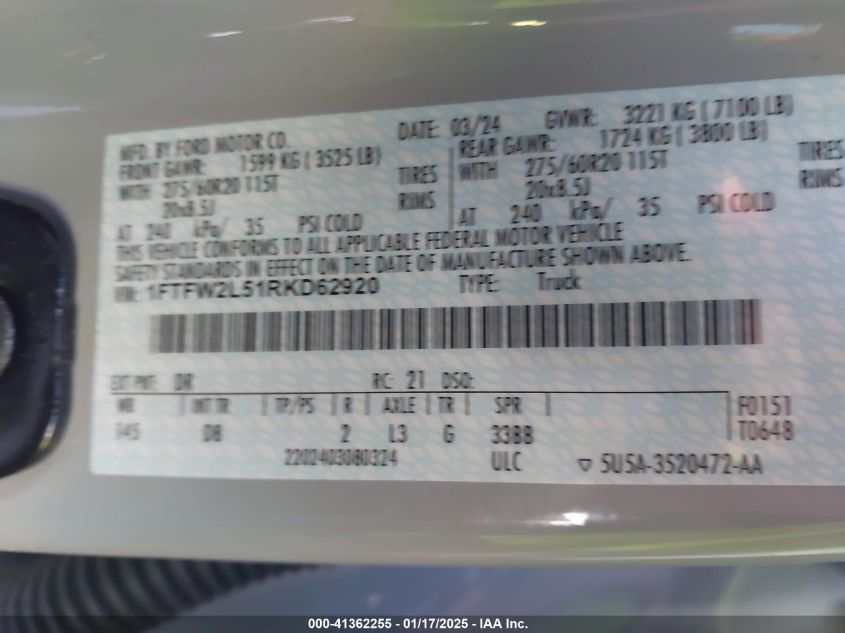 MFD. BY FORD MOTOR CO. DATE: 03/24 GVWR: 3221 KG ( 7100 LB)
FRONT GAWR: 1599 KG ( 3525 LB) REAR GAWR: 1724 KG ( 3800 LB)
WITH 275/60R20 115T TIRES WITH 275/60R20 115T TIRES
20x8.5J RIMS 20x8.5J RIMS
AT 240 kPa/ 35 PSI COLD AT 240 kPa/ 35 PSI COLD
THIS VEHICLE CONFORMS TO ALL APPLICABLE FEDERAL MOTOR VEHICLE
SAFETY STANDARDS IN EFFECT ON THE DATE OF MANUFACTURE SHOWN ABOVE.
VIN: 1FTFW2L51RKD62920 TYPE: Truck
EXT PNT: DR RC: 21 DSO:
WB INT TR TP/PS R AXLE TR SPR F0151
145 DB 2 L3 G 33BB T0648
2202403080324 ULC ▽ 5U5A-3520472-AA
000-41362255 - 01/17/2025 - IAA Inc.